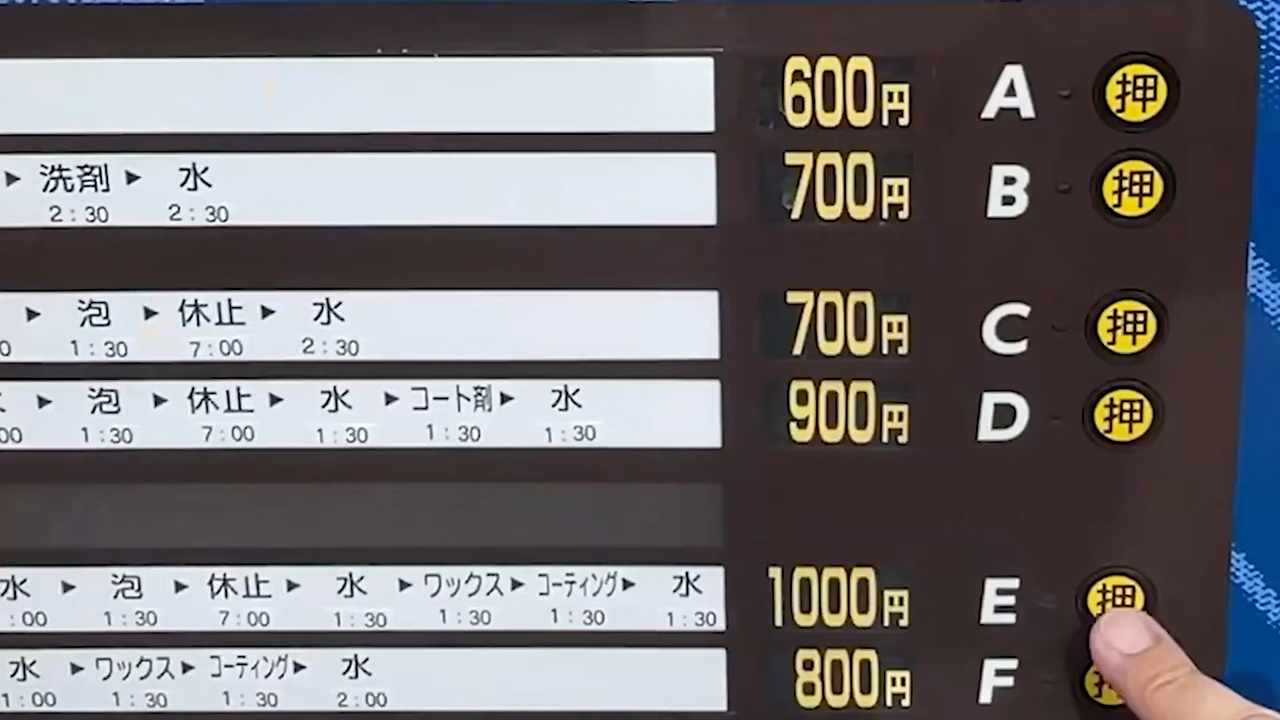 600円 A 押
▶ 洗剤 ▶ 水 700円 B 押
2:30 2:30
▶ 泡 ▶ 休止 ▶ 水 700円 C 押
0 1:30 7:00 2:30
▶ 泡 ▶ 休止 ▶ 水 ▶ コート剤 ▶ 水 900円 D 押
00 1:30 7:00 1:30 1:30 1:30
水 ▶ 泡 ▶ 休止 ▶ 水 ▶ ワックス ▶ コーティング ▶ 水 1000円 E 押
:00 1:30 7:00 1:30 1:30 1:30 1:30
水 ▶ ワックス ▶ コーティング ▶ 水 800円 F
1:00 1:30 1:30 2:00